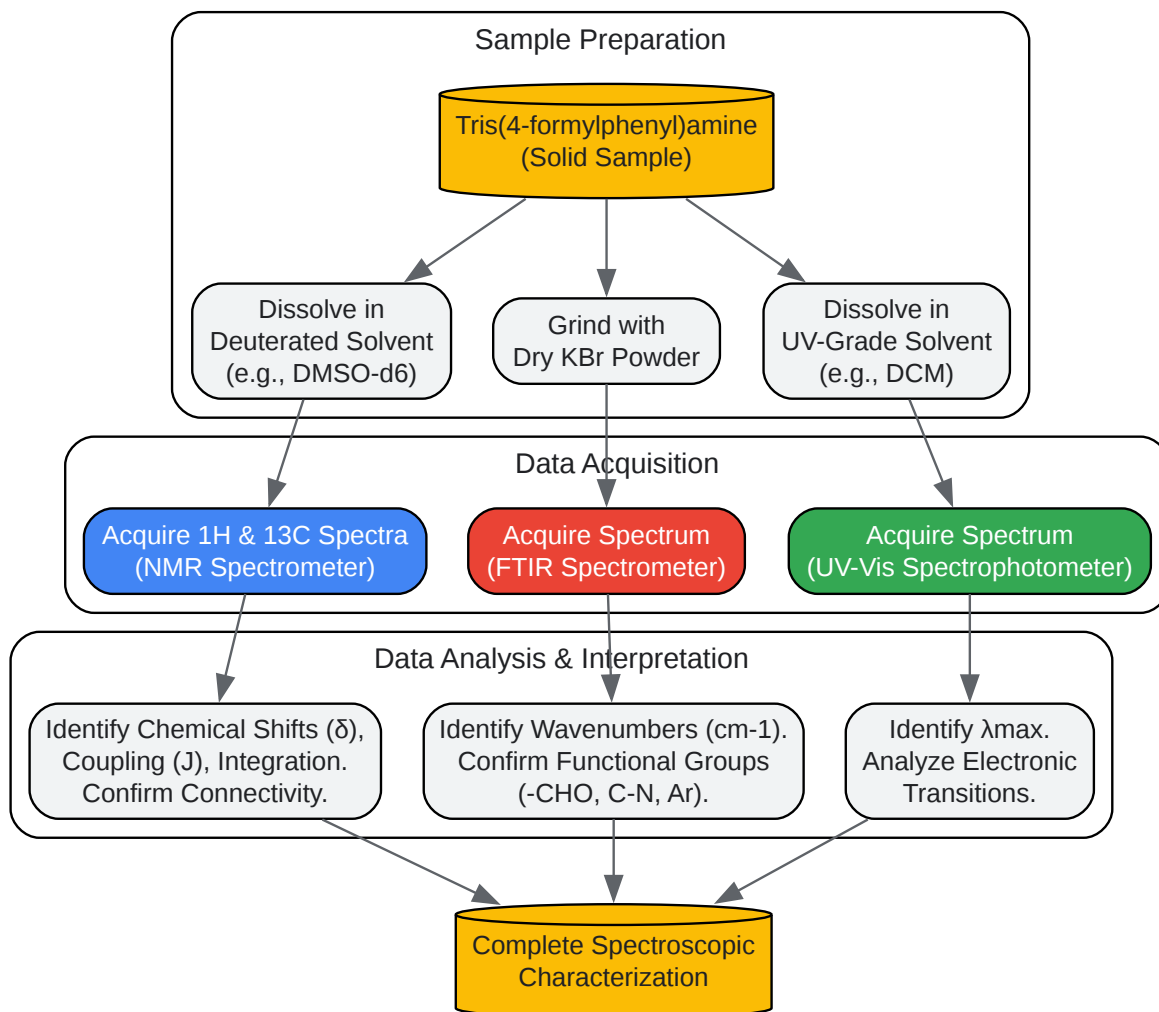 Sample Preparation
Tris(4-formylphenyl)amine
(Solid Sample)
Dissolve in
Deuterated Solvent
(e.g., DMSO-d6)
Grind with
Dry KBr Powder
Dissolve in
UV-Grade Solvent
(e.g., DCM)
Data Acquisition
Acquire 1H & 13C Spectra
(NMR Spectrometer)
Acquire Spectrum
(FTIR Spectrometer)
Acquire Spectrum
(UV-Vis Spectrophotometer)
Data Analysis & Interpretation
Identify Chemical Shifts (δ),
Coupling (J), Integration.
Confirm Connectivity.
Identify Wavenumbers (cm-1).
Confirm Functional Groups
(-CHO, C-N, Ar).
Identify λmax.
Analyze Electronic
Transitions.
Complete Spectroscopic
Characterization